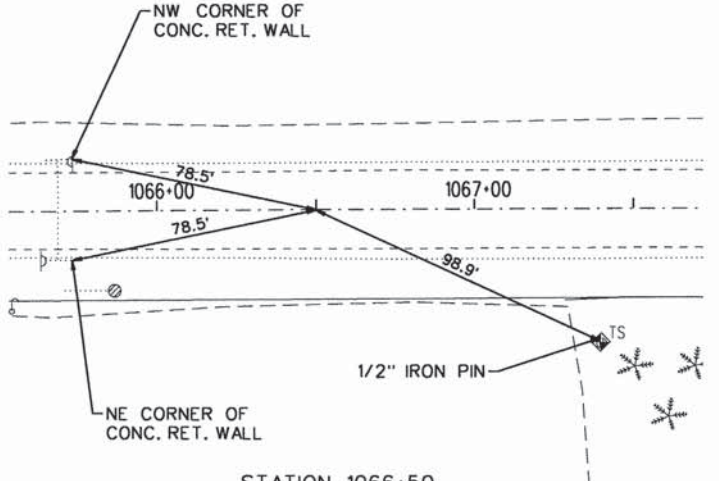 NW CORNER OF
CONC. RET. WALL
78.5'
1066+00
1067+00
78.5'
98.9'
TS
1/2" IRON PIN
NE CORNER OF
CONC. RET. WALL
STATION 1066+50